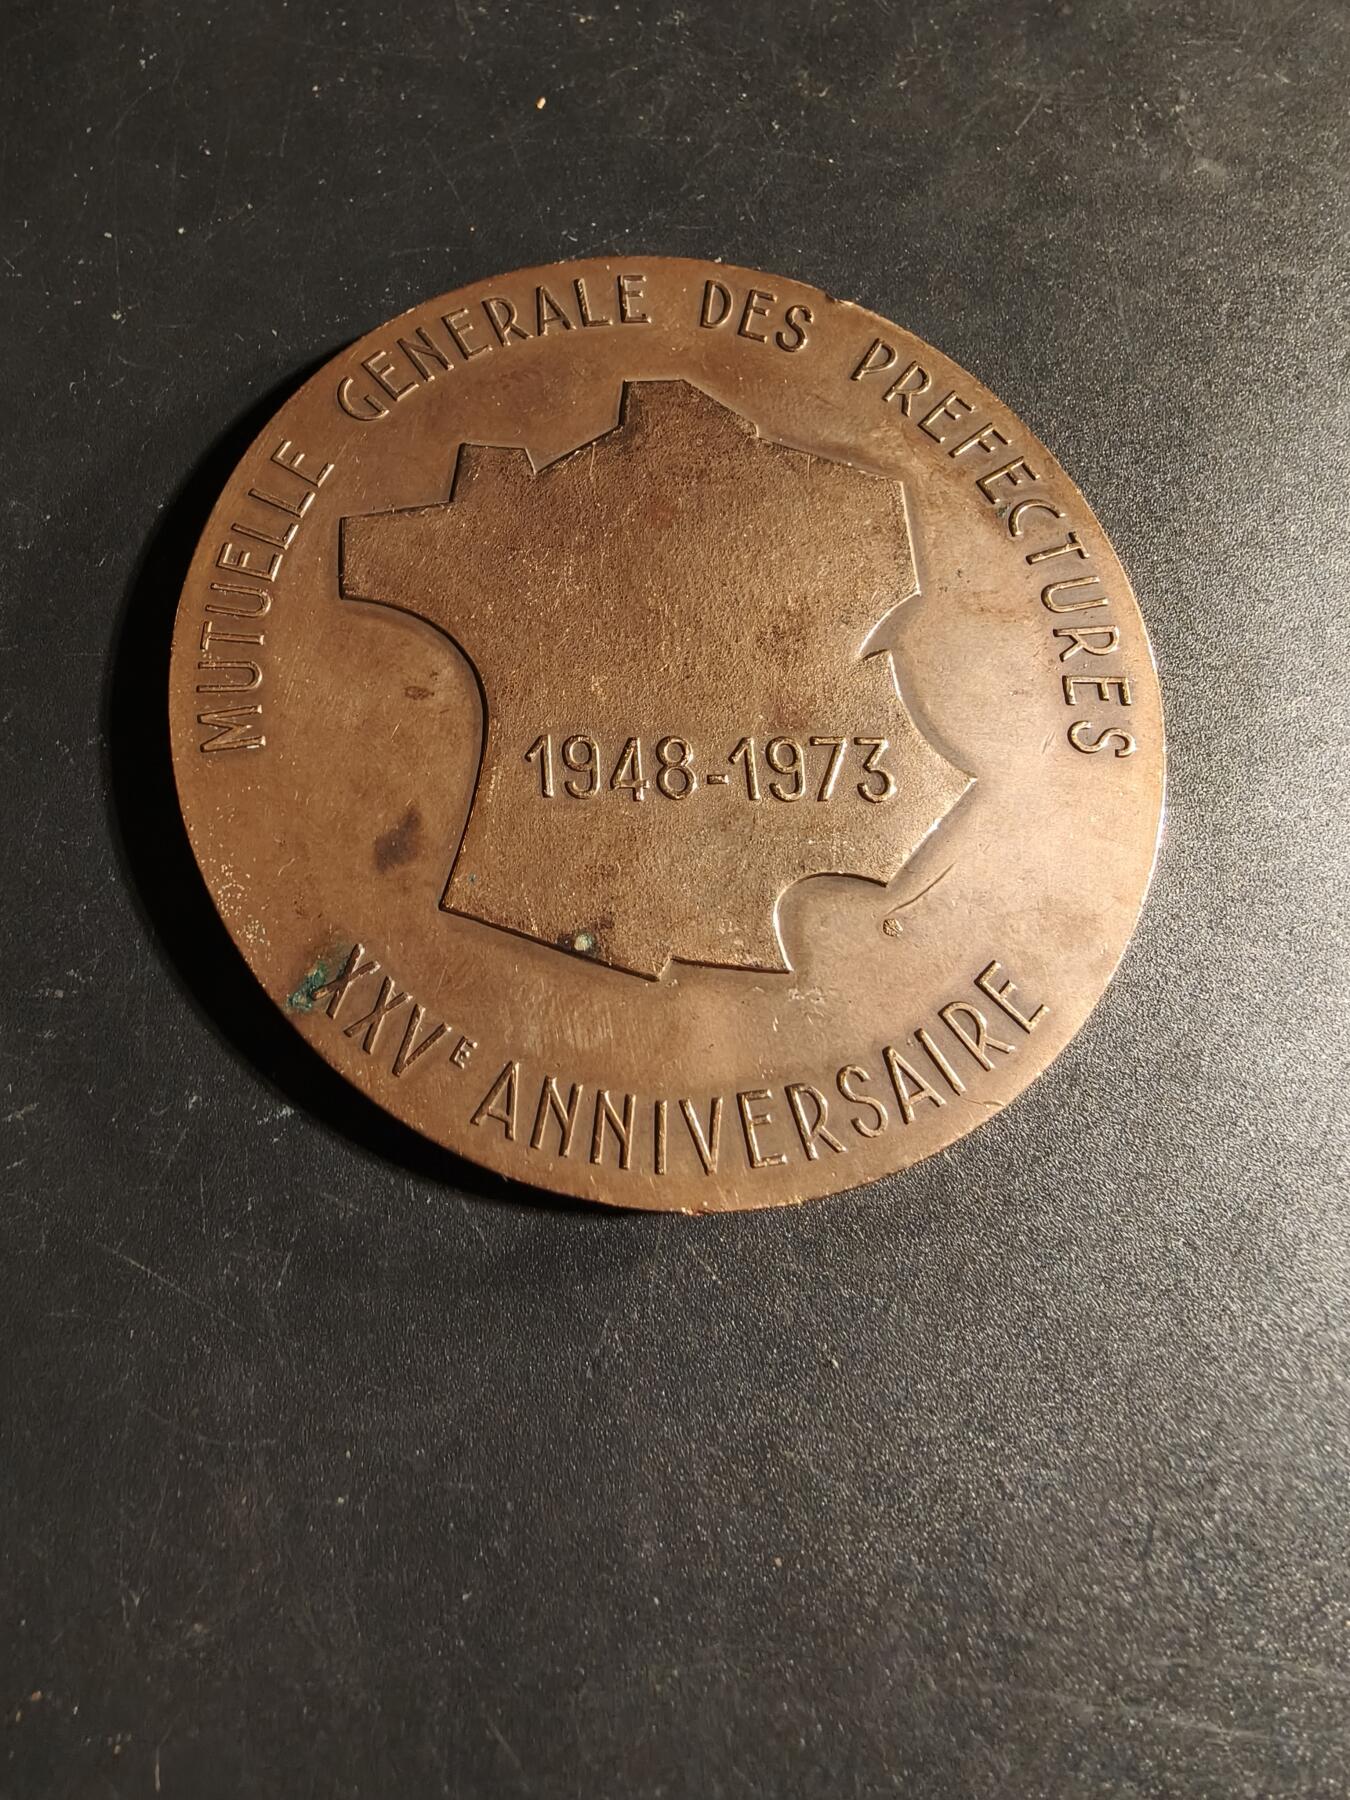 MUTUELLE GENERALE DES PREFECTURES
1948-1973
XXVE ANNIVERSAIRE